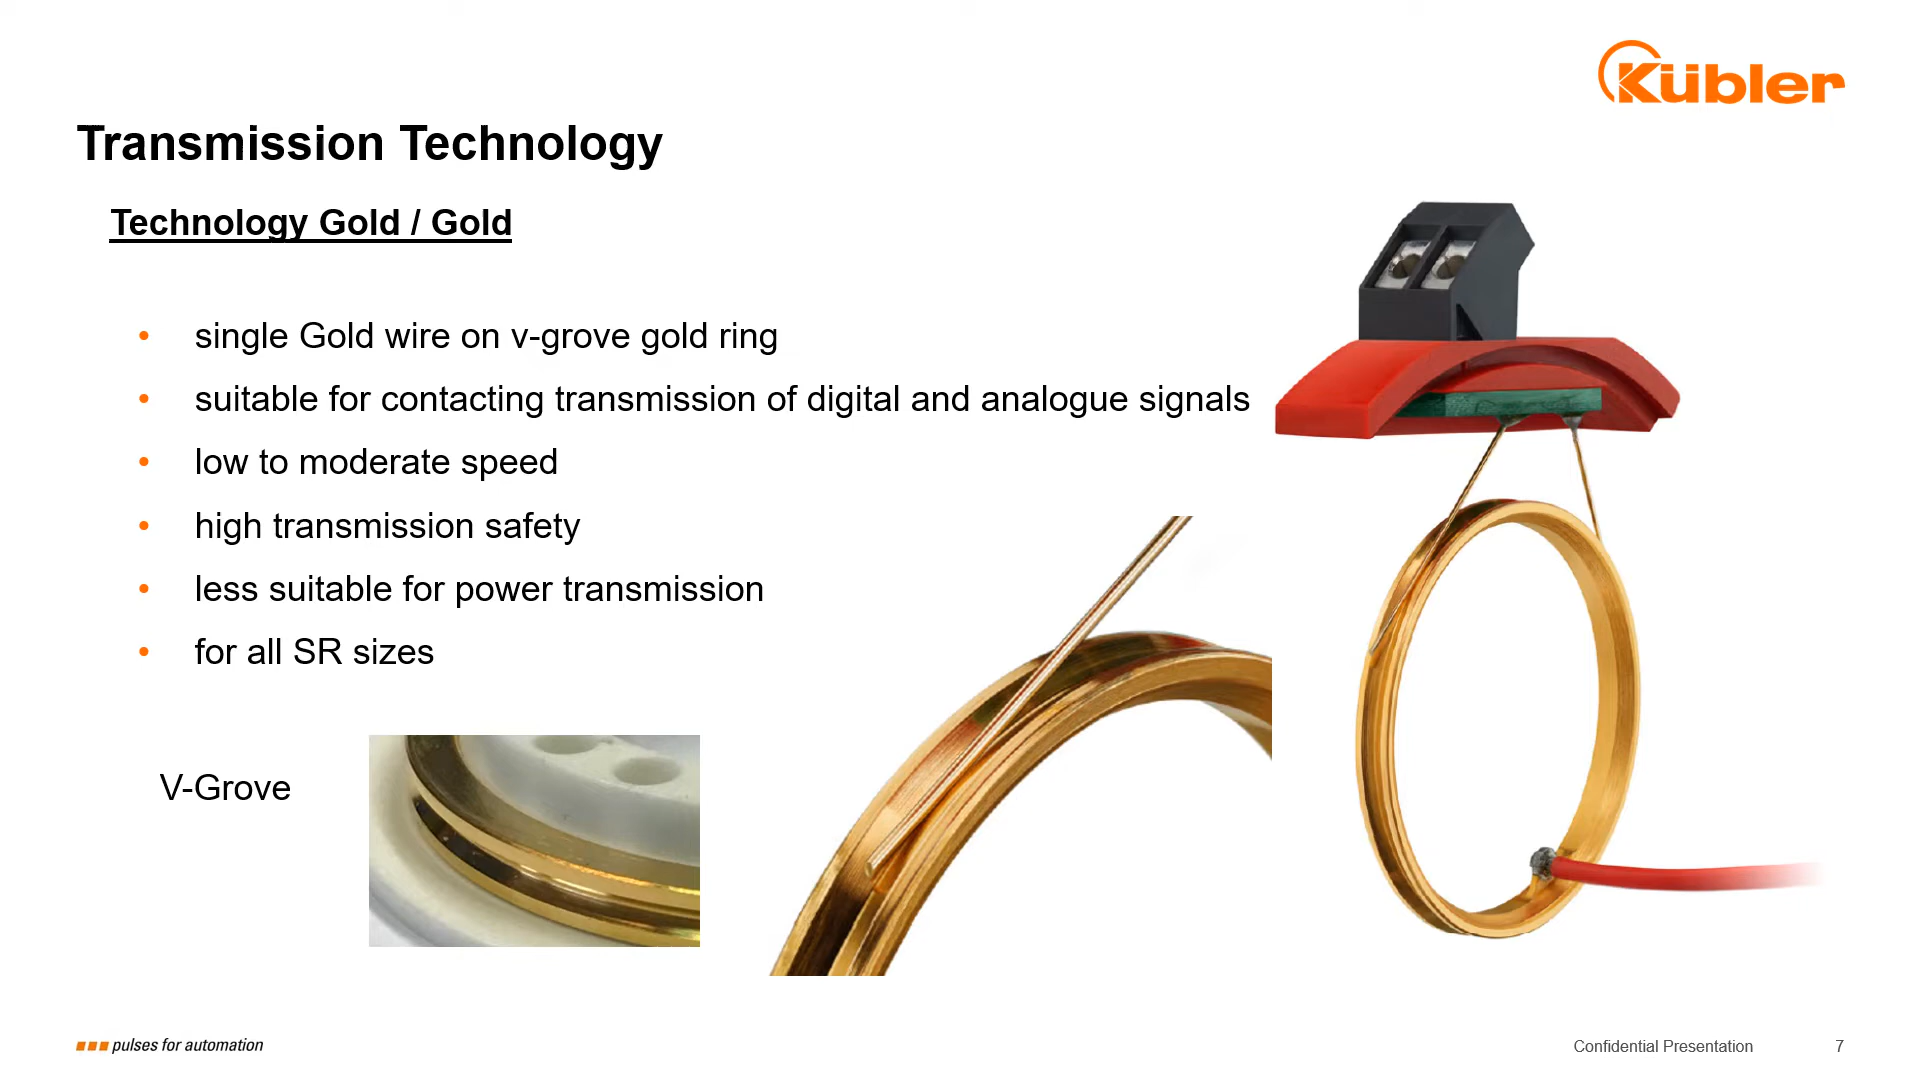 Kübler
Transmission Technology
Technology Gold / Gold
• single Gold wire on v-grove gold ring
• suitable for contacting transmission of digital and analogue signals
• low to moderate speed
• high transmission safety
• less suitable for power transmission
• for all SR sizes
V-Grove
pulses for automation
Confidential Presentation
7